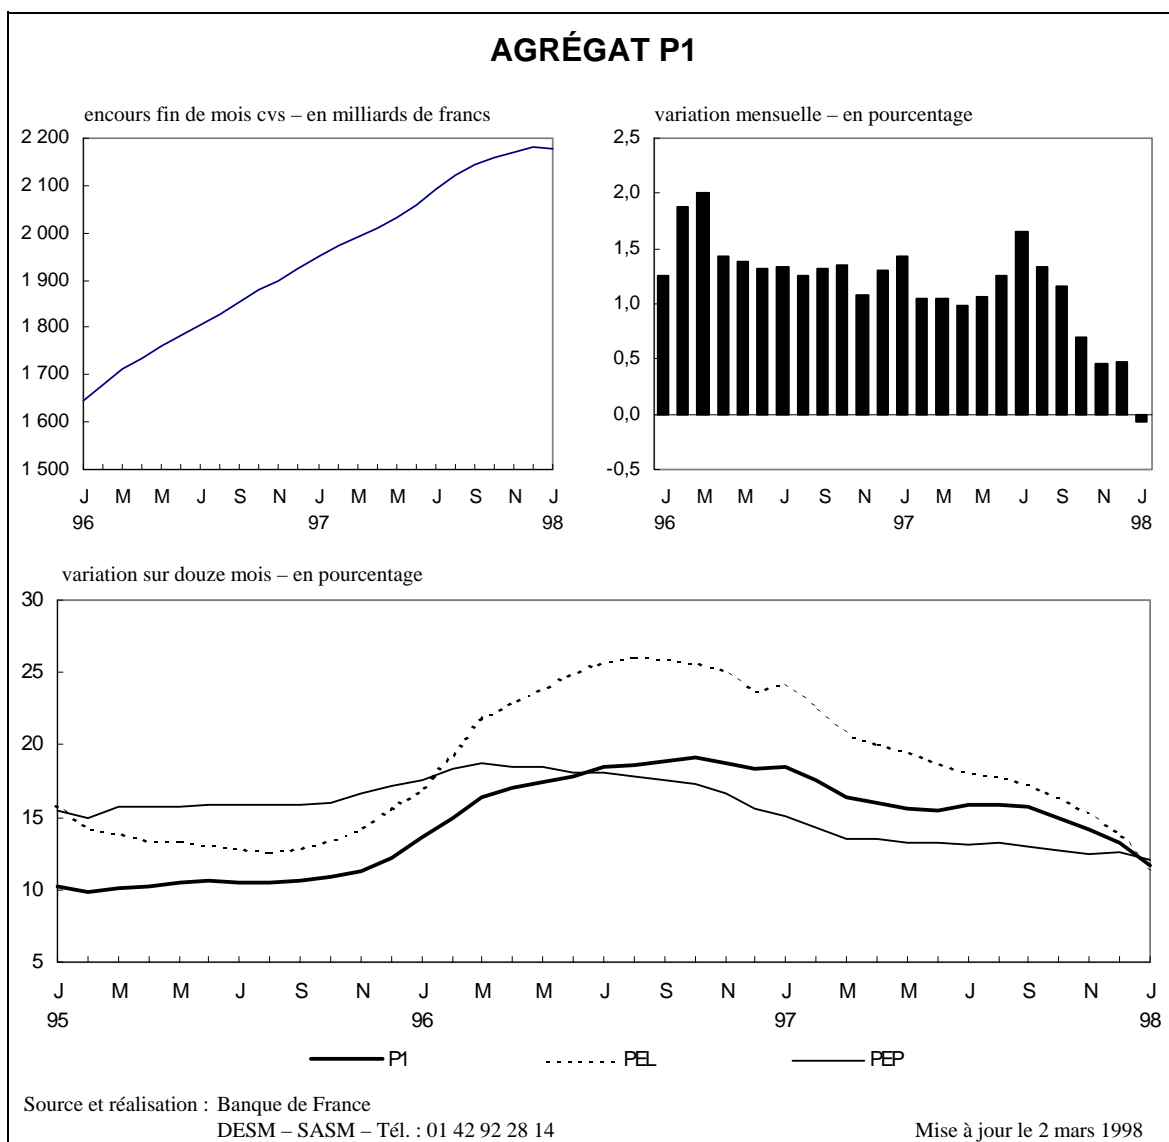 AGRÉGAT P1
encours fin de mois cvs – en milliards de francs
2 200
2 100
2 000
1 900
1 800
1 700
1 600
1 500
J M M J S N J M M J S N J
96 97 98
variation mensuelle – en pourcentage
2,5
2,0
1,5
1,0
0,5
0,0
-0,5
J M M J S N J M M J S N J
96 97 98
variation sur douze mois – en pourcentage
30
25
20
15
10
5
J M M J S N J M M J S N J M M J S N J
95 96 97 98
P1 PEL PEP
Source et réalisation : Banque de France
DESM – SASM – Tél. : 01 42 92 28 14 Mise à jour le 2 mars 1998